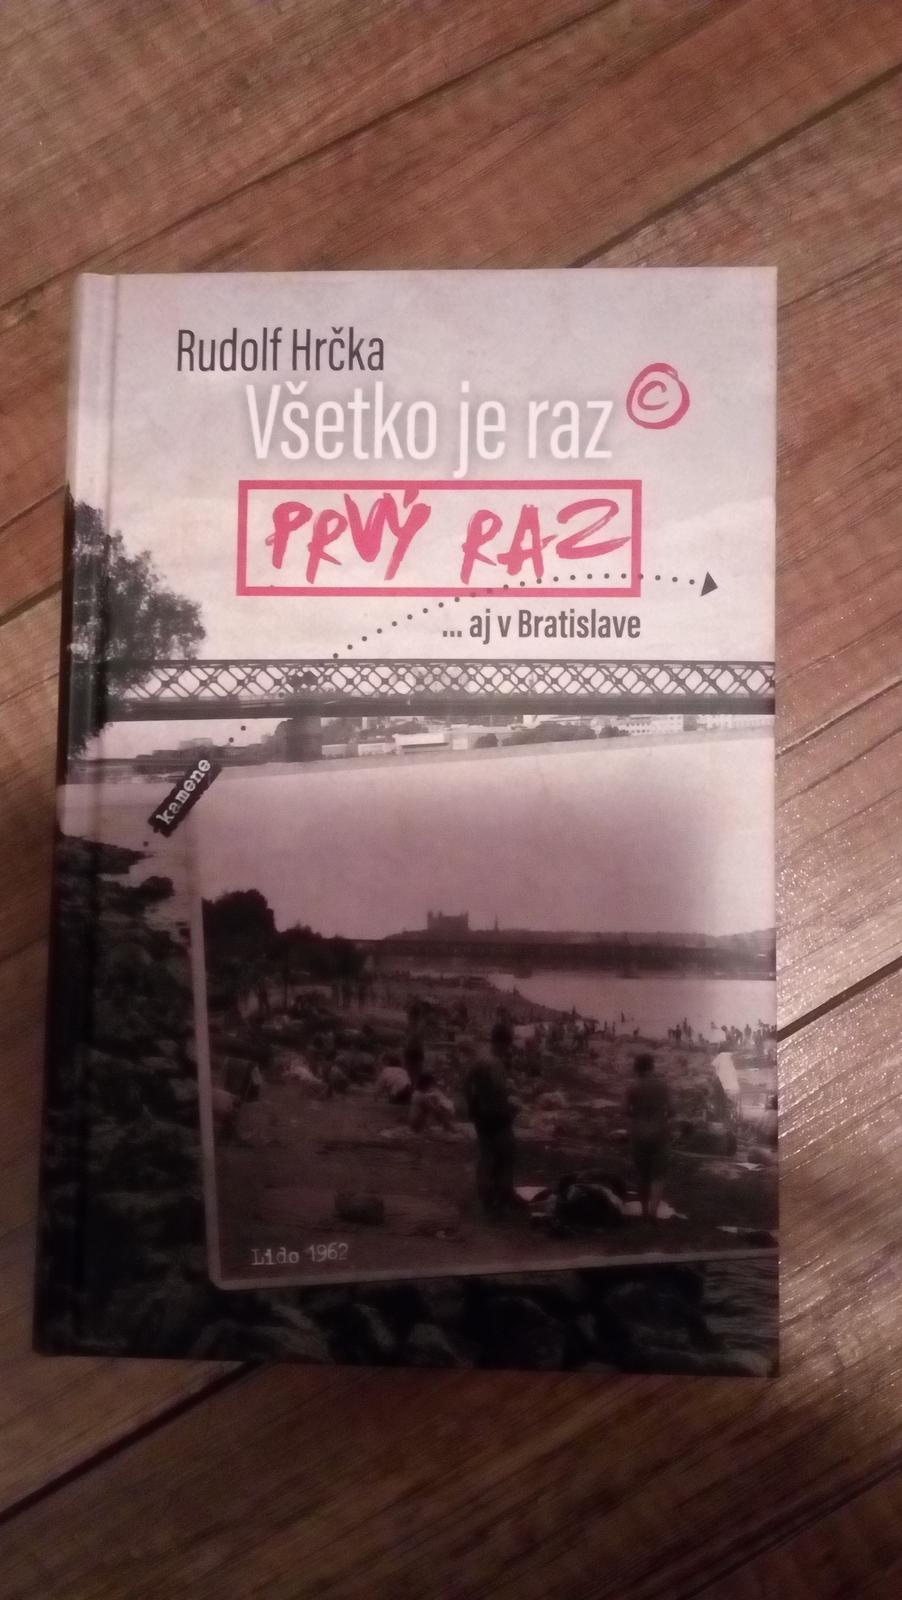 Rudolf Hrčka
Všetko je raz ©
PRVÝ RAZ
... aj v Bratislave
kamene
Lido 1962